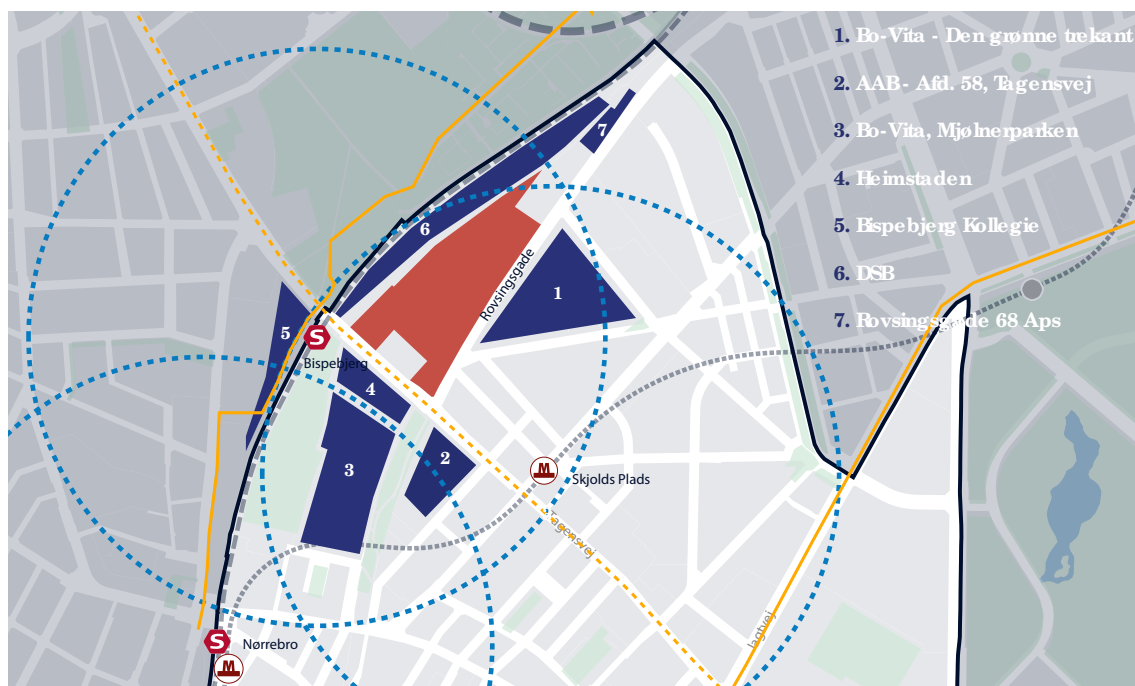 1. Bo-Vita - Den grønne trekant
2. AAB - Afd. 58, Tagensvej
3. Bo-Vita, Mjølnerparken
4. Heimstaden
5. Bispebjerg Kollegie
6. DSB
7. Rovsingsgade 68 Aps
7
6
Rovsingsgade
1
5
S
Bispebjerg
4
2
3
M
Skjolds Plads
Tagensvej
Jagtvej
S
Nørrebro
M